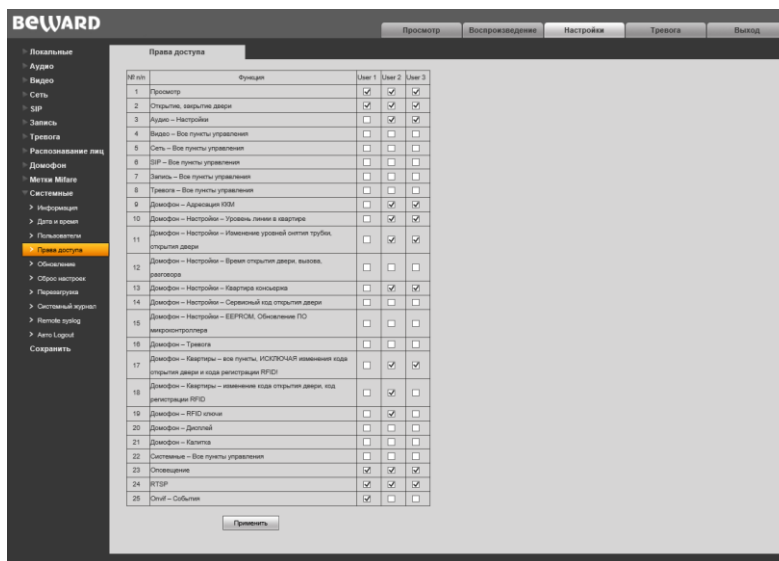 BEWARD
Просмотр Воспроизведение Настройки Тревога Выход
Локальные
Аудио
Видео
Сеть
SIP
Запись
Тревога
Распознавание лиц
Домофон
Метки Mifare
Системные
Информация
Дата и время
Пользователи
Права доступа
Обновление
Сброс настроек
Перезагрузка
Системный журнал
Remote syslog
Авто Logout
Сохранить
Права доступа
№ п/п Функция User 1 User 2 User 3
1 Просмотр
2 Открытие, закрытие двери
3 Аудио – Настройки
4 Видео – Все пункты управления
5 Сеть – Все пункты управления
6 SIP – Все пункты управления
7 Запись – Все пункты управления
8 Тревога – Все пункты управления
9 Домофон – Адресация ККМ
10 Домофон – Настройки – Уровень линии в квартире
11 Домофон – Настройки – Изменение уровней снятия трубки,
открытия двери
12 Домофон – Настройки – Время открытия двери, вызова,
разговора
13 Домофон – Настройки – Квартира консьержа
14 Домофон – Настройки – Сервисный код открытия двери
15 Домофон – Настройки – EEPROM, Обновление ПО
микроконтроллера
16 Домофон – Тревога
17 Домофон – Квартиры – все пункты, ИСКЛЮЧАЯ изменения кода
открытия двери и кода регистрации RFID!
18 Домофон – Квартиры – изменение кода открытия двери, код
регистрации RFID
19 Домофон – RFID ключи
20 Домофон – Дисплей
21 Домофон – Калитка
22 Системные – Все пункты управления
23 Оповещение
24 RTSP
25 Onvif – События
Применить